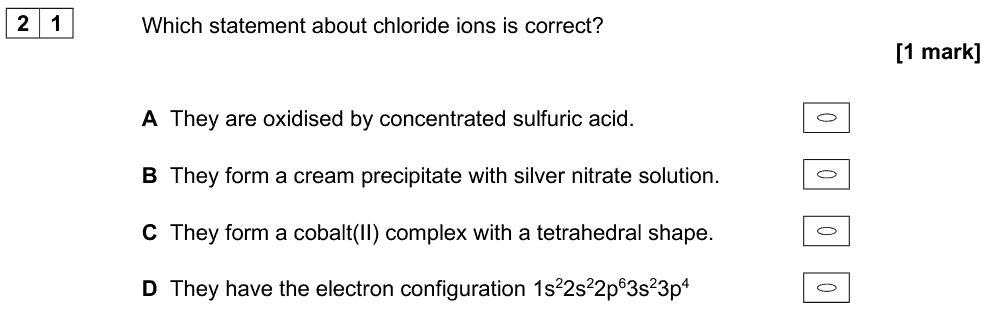 2 1 Which statement about chloride ions is correct?
[1 mark]
A They are oxidised by concentrated sulfuric acid.
B They form a cream precipitate with silver nitrate solution.
C They form a cobalt(II) complex with a tetrahedral shape.
D They have the electron configuration 1s²2s²2p⁶3s²3p⁴